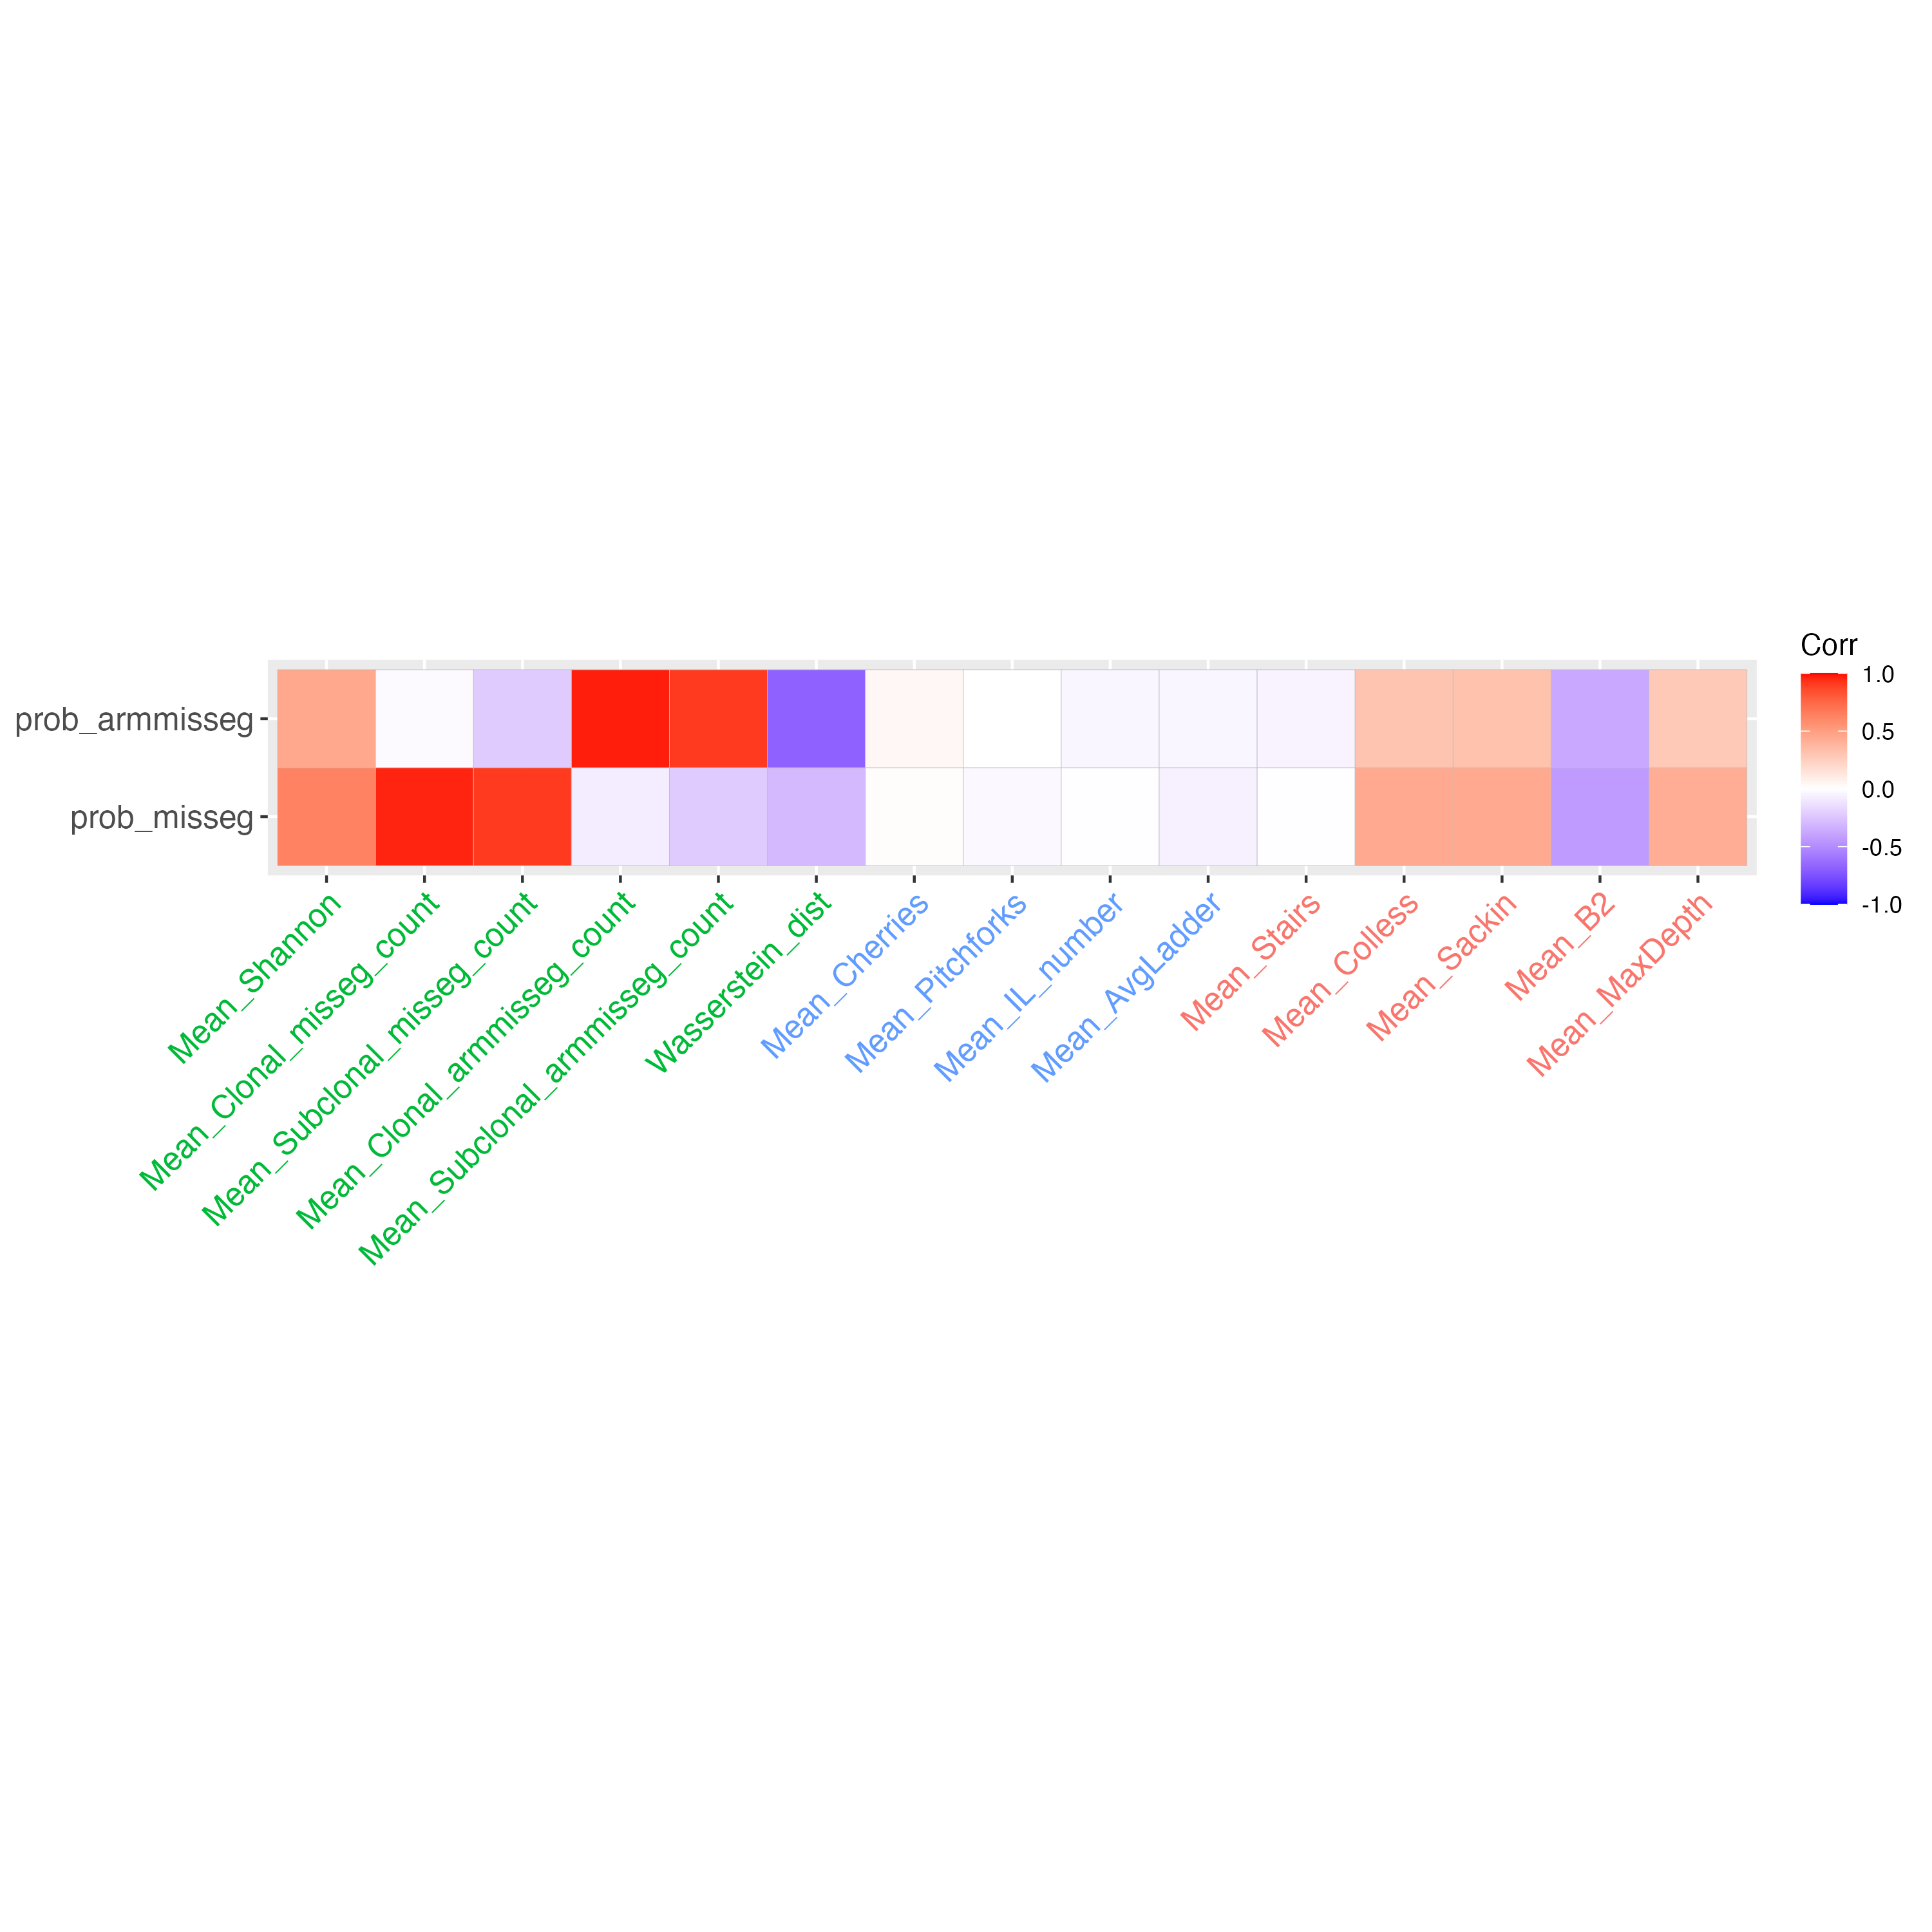 Corr
1.0
0.5
0.0
-0.5
-1.0
prob_armmisseg
prob_misseg
Mean_Shannon
Mean_Clonal_misseg_count
Mean_Subclonal_misseg_count
Mean_Clonal_armmisseg_count
Mean_Subclonal_armmisseg_count
Wasserstein_dist
Mean_Cherries
Mean_Pitchforks
Mean_IL_number
Mean_AvgLadder
Mean_Stairs
Mean_Colless
Mean_Sackin
Mean_B2
Mean_MaxDepth